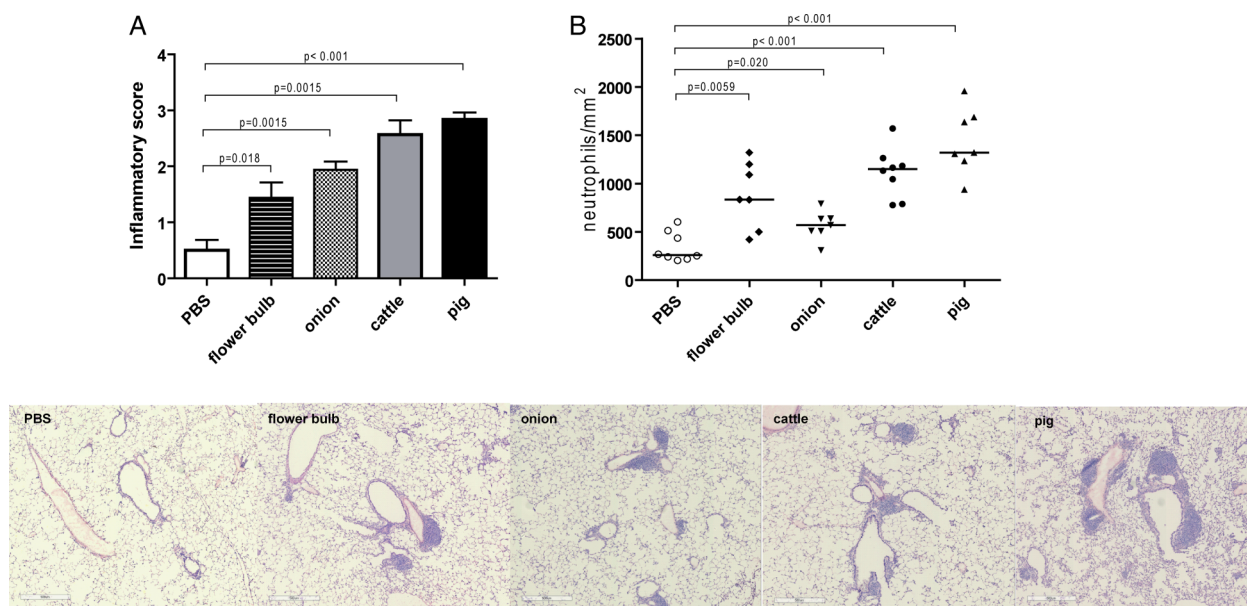 A
Inflammatory score
4
3
2
1
0
p< 0.001
p=0.0015
p=0.0015
p=0.018
PBS
flower bulb
onion
cattle
pig
B
neutrophils/mm²
2500
2000
1500
1000
500
0
p< 0.001
p< 0.001
p=0.020
p=0.0059
PBS
flower bulb
onion
cattle
pig
PBS
flower bulb
onion
cattle
pig